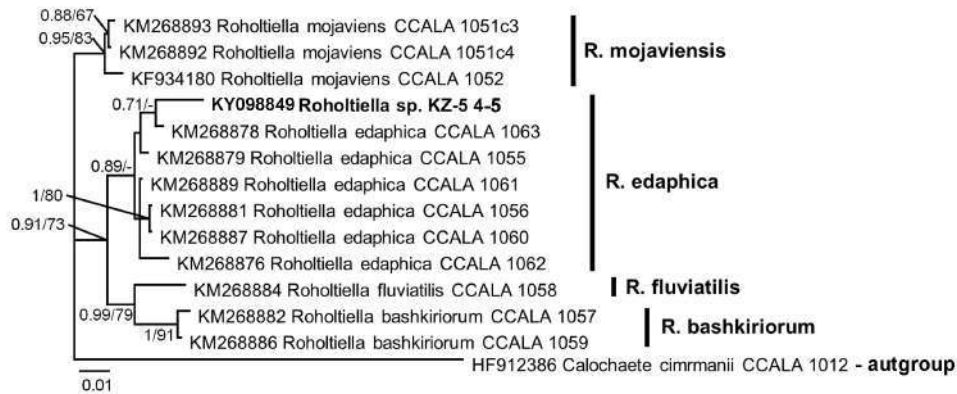 0.88/67
KM268893 Roholtiella mojaviens CCALA 1051c3
0.95/83
KM268892 Roholtiella mojaviens CCALA 1051c4
R. mojaviensis
KF934180 Roholtiella mojaviens CCALA 1052
0.71/-
KY098849 Roholtiella sp. KZ-5 4-5
KM268878 Roholtiella edaphica CCALA 1063
0.89/-
KM268879 Roholtiella edaphica CCALA 1055
1/80
KM268889 Roholtiella edaphica CCALA 1061
R. edaphica
KM268881 Roholtiella edaphica CCALA 1056
0.91/73
KM268887 Roholtiella edaphica CCALA 1060
KM268876 Roholtiella edaphica CCALA 1062
KM268884 Roholtiella fluviatilis CCALA 1058
R. fluviatilis
0.99/79
KM268882 Roholtiella bashkiriorum CCALA 1057
R. bashkiriorum
1/91
KM268886 Roholtiella bashkiriorum CCALA 1059
HF912386 Calochaete cimrmanii CCALA 1012 - autgroup
0.01